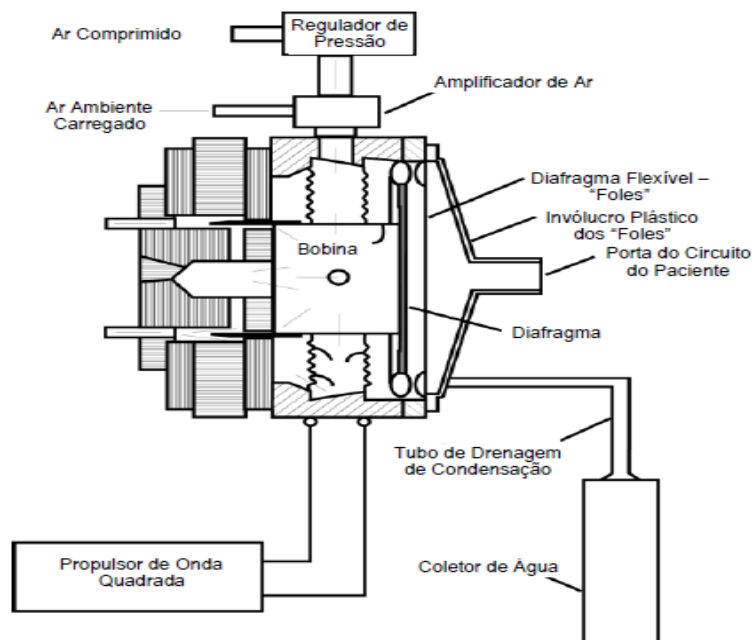 Ar Comprimido
Regulador de
Pressão
Amplificador de Ar
Ar Ambiente
Carregado
Diafragma Flexível –
“Foles”
Invólucro Plástico
dos “Foles”
Porta do Circuito
do Paciente
Bobina
Diafragma
Tubo de Drenagem
de Condensação
Propulsor de Onda
Quadrada
Coletor de Água